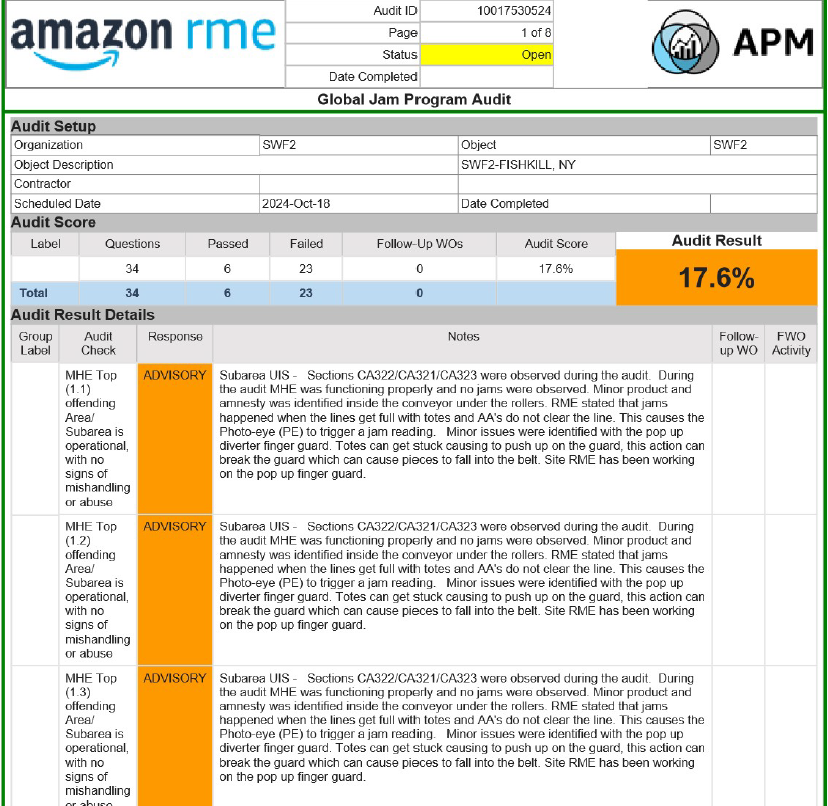 amazon rme
Audit ID 10017530524
Page 1 of 8
Status Open
Date Completed
APM
Global Jam Program Audit
Audit Setup
Organization SWF2 Object SWF2
Object Description SWF2-FISHKILL, NY
Contractor
Scheduled Date 2024-Oct-18 Date Completed
Audit Score
Label Questions Passed Failed Follow-Up WOs Audit Score Audit Result
34 6 23 0 17.6%
17.6%
Total 34 6 23 0
Audit Result Details
Group Label Audit Check Response Notes Follow-up WO FWO Activity
MHE Top
(1.1)
offending
Area/
Subarea is
operational,
with no
signs of
mishandling
or abuse
ADVISORY
Subarea UIS - Sections CA322/CA321/CA323 were observed during the audit. During
the audit MHE was functioning properly and no jams were observed. Minor product and
amnesty was identified inside the conveyor under the rollers. RME stated that jams
happened when the lines get full with totes and AA's do not clear the line. This causes the
Photo-eye (PE) to trigger a jam reading. Minor issues were identified with the pop up
diverter finger guard. Totes can get stuck causing to push up on the guard, this action can
break the guard which can cause pieces to fall into the belt. Site RME has been working
on the pop up finger guard.
MHE Top
(1.2)
offending
Area/
Subarea is
operational,
with no
signs of
mishandling
or abuse
ADVISORY
Subarea UIS - Sections CA322/CA321/CA323 were observed during the audit. During
the audit MHE was functioning properly and no jams were observed. Minor product and
amnesty was identified inside the conveyor under the rollers. RME stated that jams
happened when the lines get full with totes and AA's do not clear the line. This causes the
Photo-eye (PE) to trigger a jam reading. Minor issues were identified with the pop up
diverter finger guard. Totes can get stuck causing to push up on the guard, this action can
break the guard which can cause pieces to fall into the belt. Site RME has been working
on the pop up finger guard.
MHE Top
(1.3)
offending
Area/
Subarea is
operational,
with no
signs of
mishandling
or abuse
ADVISORY
Subarea UIS - Sections CA322/CA321/CA323 were observed during the audit. During
the audit MHE was functioning properly and no jams were observed. Minor product and
amnesty was identified inside the conveyor under the rollers. RME stated that jams
happened when the lines get full with totes and AA's do not clear the line. This causes the
Photo-eye (PE) to trigger a jam reading. Minor issues were identified with the pop up
diverter finger guard. Totes can get stuck causing to push up on the guard, this action can
break the guard which can cause pieces to fall into the belt. Site RME has been working
on the pop up finger guard.